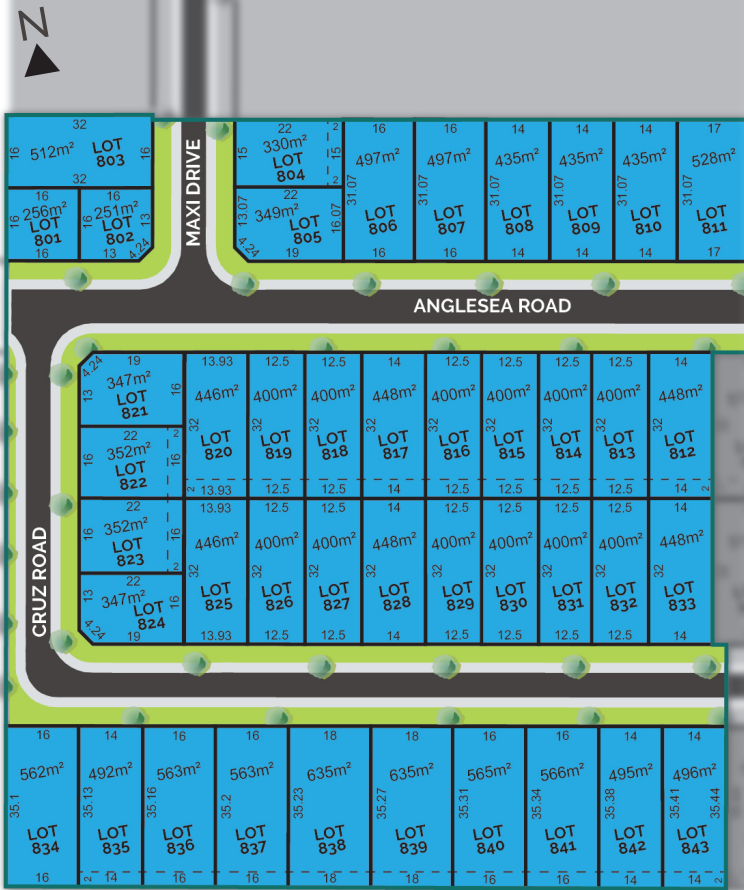 N
32
512m²
LOT
803
16
16
32
16
256m²
LOT
801
16
16
16
251m²
LOT
802
16
13
13
4.24
MAXI DRIVE
22
2
330m²
LOT
804
15
15
2
22
349m²
LOT
805
13.07
16.07
4.24
19
16
497m²
31.07
LOT
806
16
16
497m²
31.07
LOT
807
16
14
435m²
31.07
LOT
808
14
14
435m²
31.07
LOT
809
14
14
435m²
31.07
LOT
810
14
17
528m²
31.07
LOT
811
17
ANGLESEA ROAD
CRUZ ROAD
4.24
19
347m²
LOT
821
13
16
22
2
352m²
LOT
822
16
16
22
352m²
LOT
823
16
16
2
22
347m²
LOT
824
13
16
4.24
19
13.93
446m²
32
LOT
820
2
13.93
12.5
400m²
32
LOT
819
12.5
12.5
400m²
32
LOT
818
12.5
14
448m²
32
LOT
817
14
12.5
400m²
32
LOT
816
12.5
12.5
400m²
32
LOT
815
12.5
12.5
400m²
32
LOT
814
12.5
12.5
400m²
32
LOT
813
12.5
14
448m²
32
LOT
812
14
2
13.93
446m²
32
LOT
825
13.93
12.5
400m²
32
LOT
826
12.5
12.5
400m²
32
LOT
827
12.5
14
448m²
32
LOT
828
14
12.5
400m²
32
LOT
829
12.5
12.5
400m²
32
LOT
830
12.5
12.5
400m²
32
LOT
831
12.5
12.5
400m²
32
LOT
832
12.5
14
448m²
32
LOT
833
14
16
562m²
35.1
LOT
834
16
14
492m²
35.13
LOT
835
2
14
16
563m²
35.16
LOT
836
16
16
563m²
35.2
LOT
837
16
18
635m²
35.23
LOT
838
18
18
635m²
35.27
LOT
839
18
16
565m²
35.31
LOT
840
16
16
566m²
35.34
LOT
841
16
14
495m²
35.38
LOT
842
14
14
496m²
35.41
35.44
LOT
843
14
2